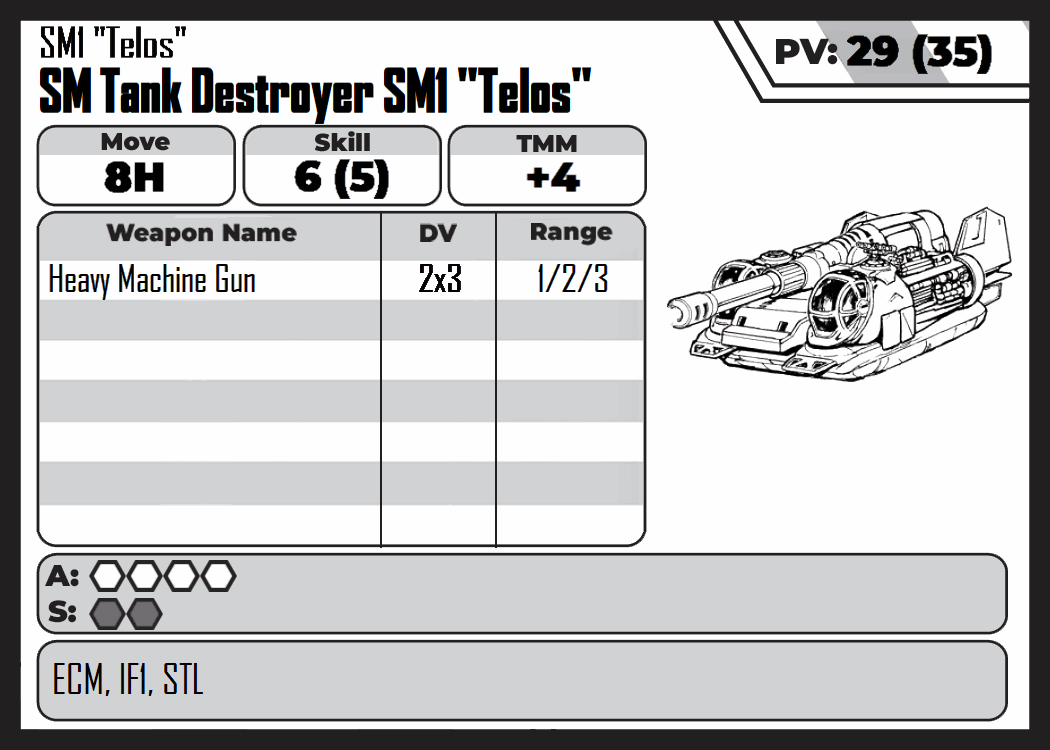 SM1 "Telos"
PV: 29 (35)
SM Tank Destroyer SM1 "Telos"
Move Skill TMM
8H 6 (5) +4
Weapon Name DV Range
Heavy Machine Gun 2x3 1/2/3
A:
S:
ECM, IF1, STL